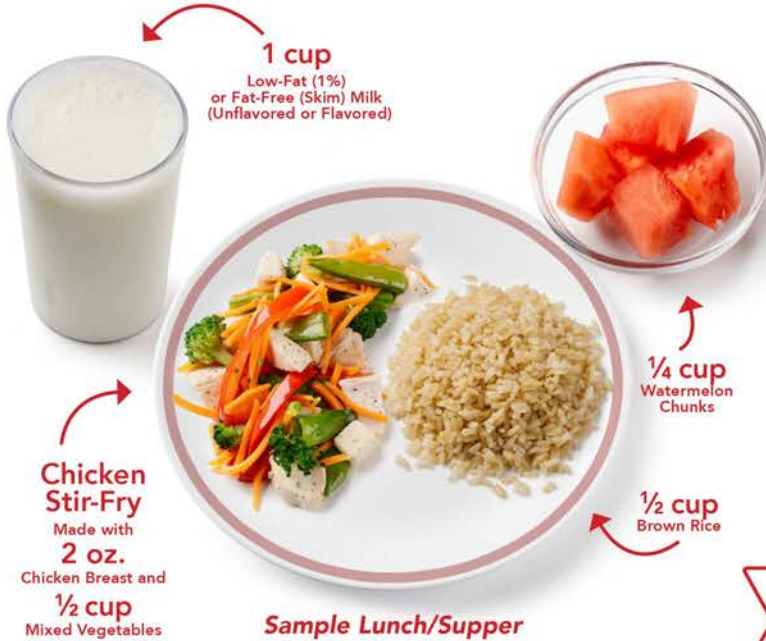 1 cup
Low-Fat (1%)
or Fat-Free (Skim) Milk
(Unflavored or Flavored)
¼ cup
Watermelon
Chunks
½ cup
Brown Rice
Chicken
Stir-Fry
Made with
2 oz.
Chicken Breast and
½ cup
Mixed Vegetables
Sample Lunch/Supper